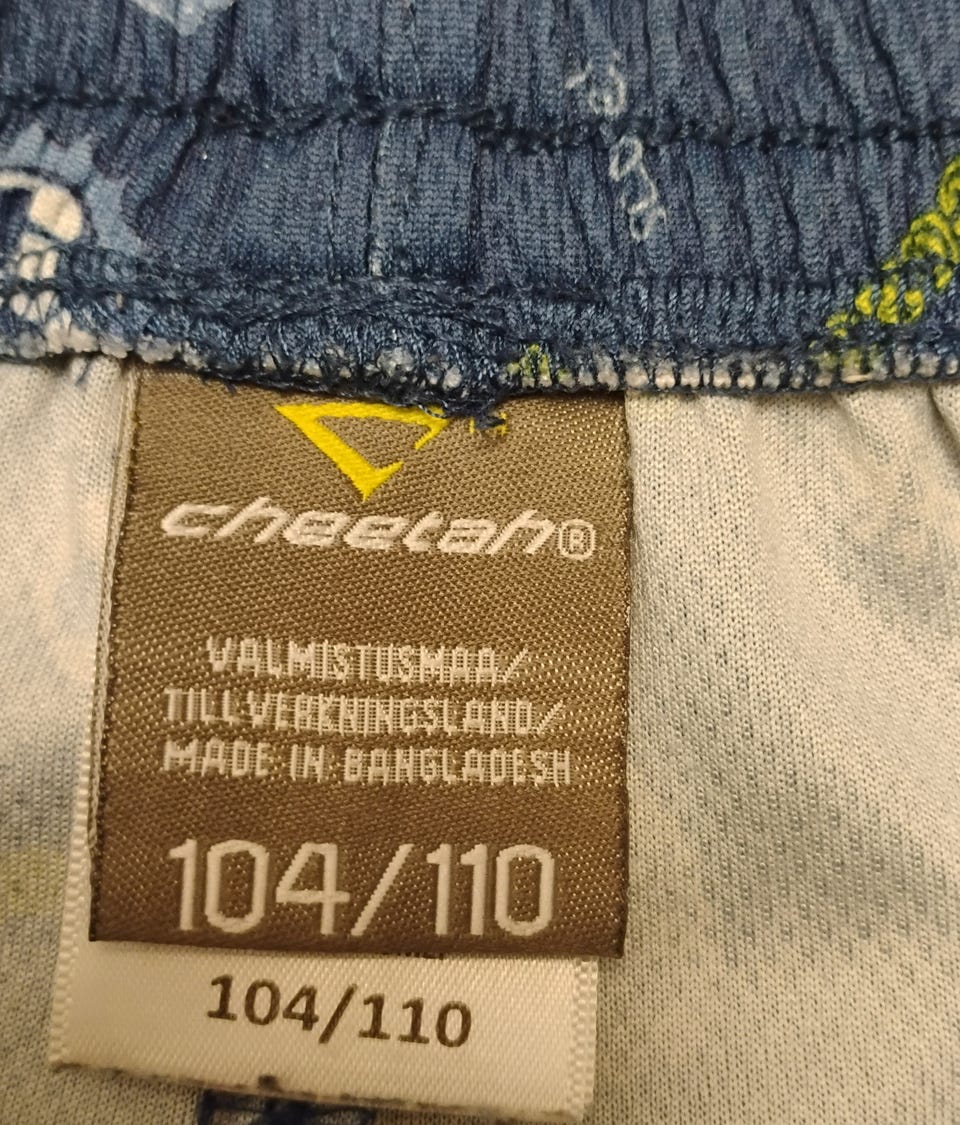 cheetah®
VALMISTUSMAA/
TILLVERKNINGSLAND/
MADE IN BANGLADESH
104/110
104/110